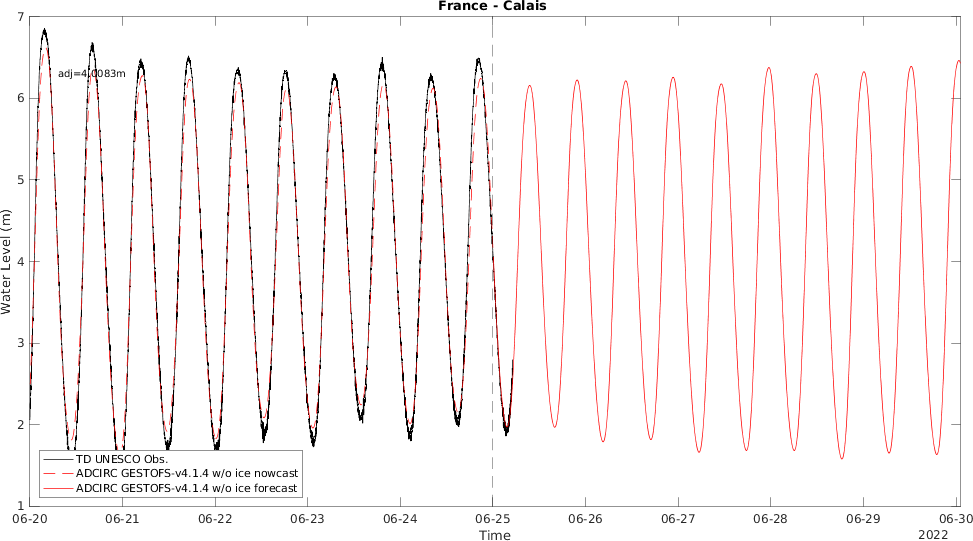 France - Calais
7
adj=4.0083m
6
5
4
3
2
1
Water Level (m)
TD UNESCO Obs.
ADCIRC GESTOFS-v4.1.4 w/o ice nowcast
ADCIRC GESTOFS-v4.1.4 w/o ice forecast
06-20 06-21 06-22 06-23 06-24 06-25 06-26 06-27 06-28 06-29 06-30
Time
2022